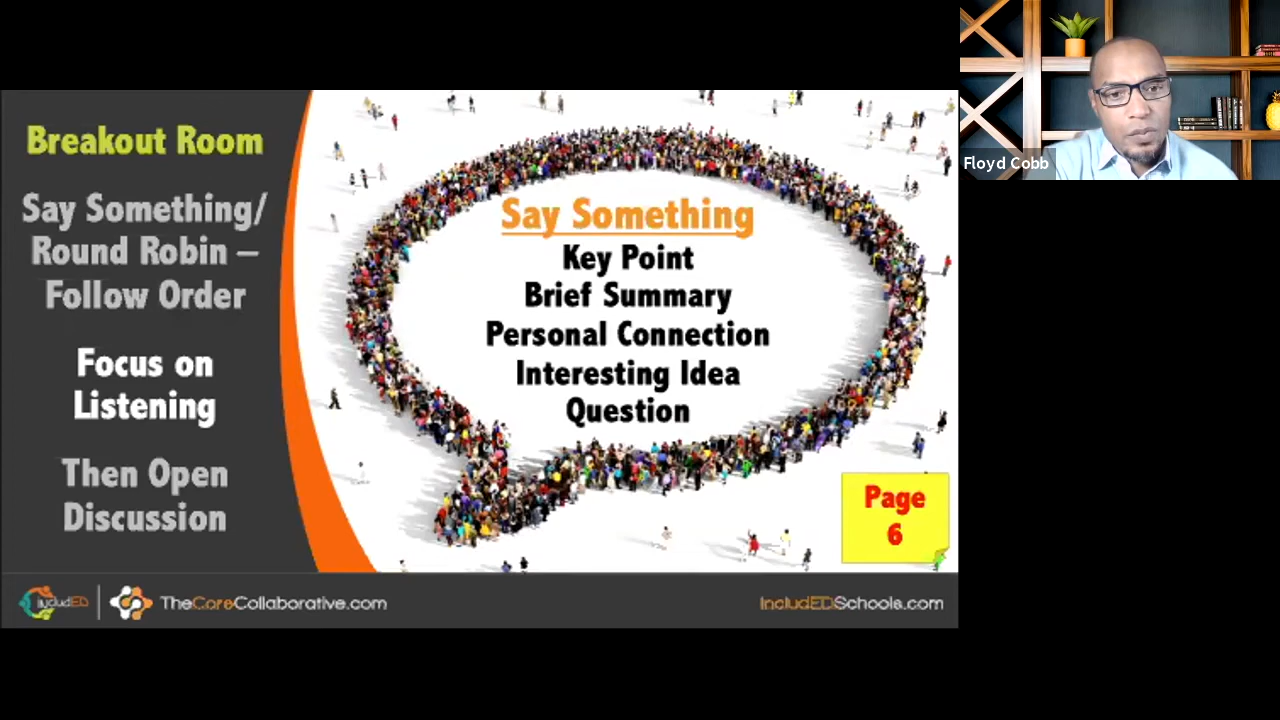 Breakout Room
Say Something/
Round Robin –
Follow Order
Focus on
Listening
Then Open
Discussion
Say Something
Key Point
Brief Summary
Personal Connection
Interesting Idea
Question
Page
6
IncludED
TheCoreCollaborative.com
IncludEDSchools.com
Floyd Cobb